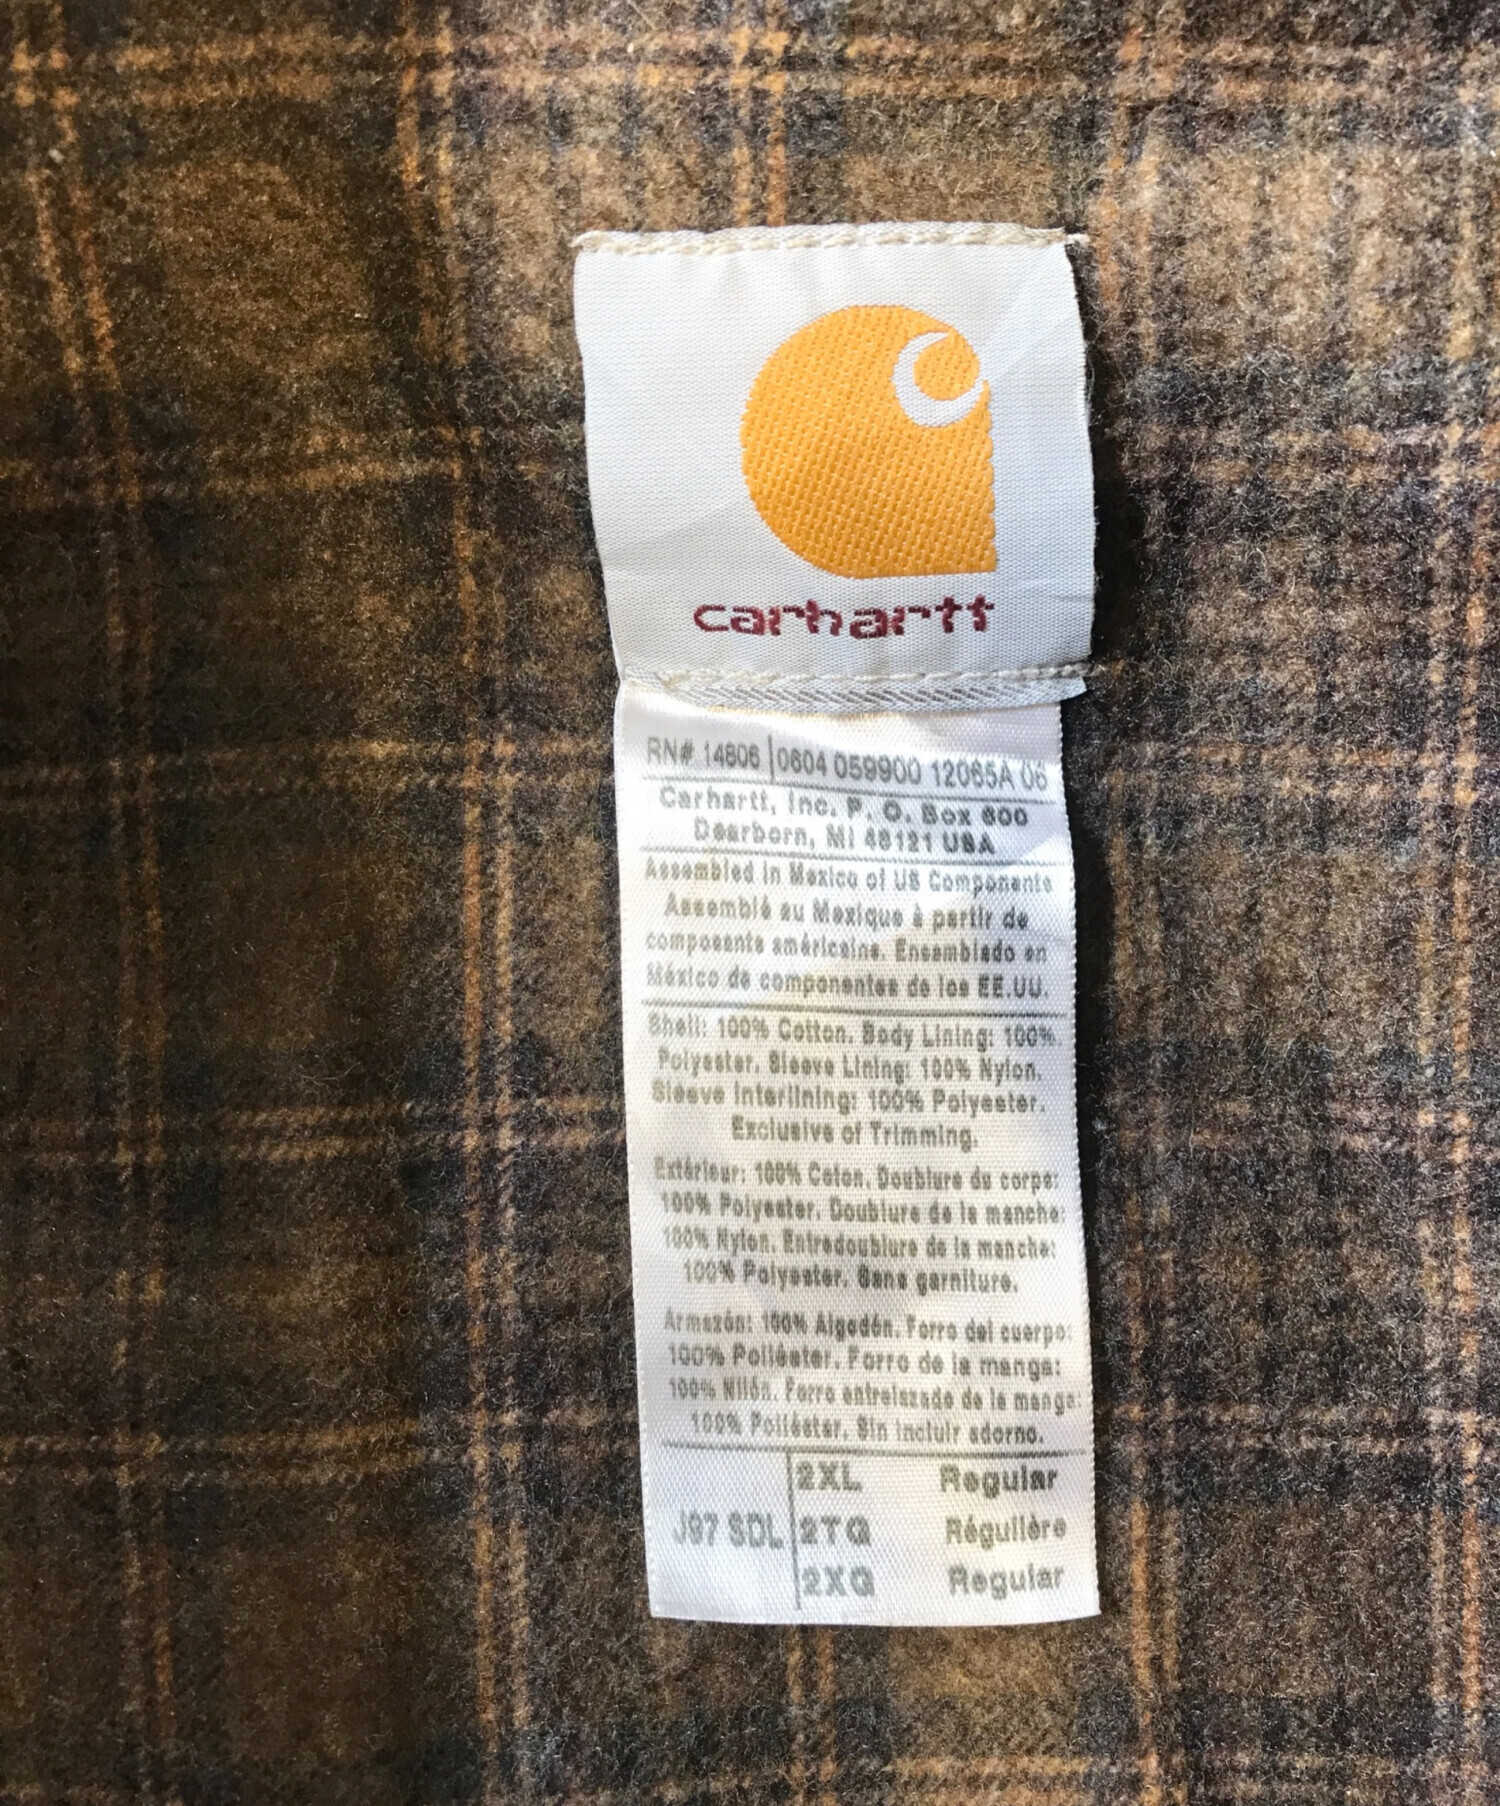 carhartt
RN# 14806 | 0604 059900 12065A 06
Carhartt, Inc. P. O. Box 600
Dearborn, MI 48121 USA
Assembled in Mexico of US Components
Assemblé au Mexique à partir de
composants américains. Ensamblado en
México de componentes de los EE.UU.
Shell: 100% Cotton. Body Lining: 100%
Polyester. Sleeve Lining: 100% Nylon.
Sleeve Interlining: 100% Polyester.
Exclusive of Trimming.
Extérieur: 100% Coton. Doublure du corps:
100% Polyester. Doublure de la manche:
100% Nylon. Entredoublure de la manche:
100% Polyester. Sans garniture.
Armazón: 100% Algodón. Forro del cuerpo:
100% Poliéster. Forro de la manga:
100% Nilón. Forro entrelazado de la manga:
100% Poliéster. Sin incluir adorno.
J97 SDL
2XL Regular
2TG Régulière
2XG Regular